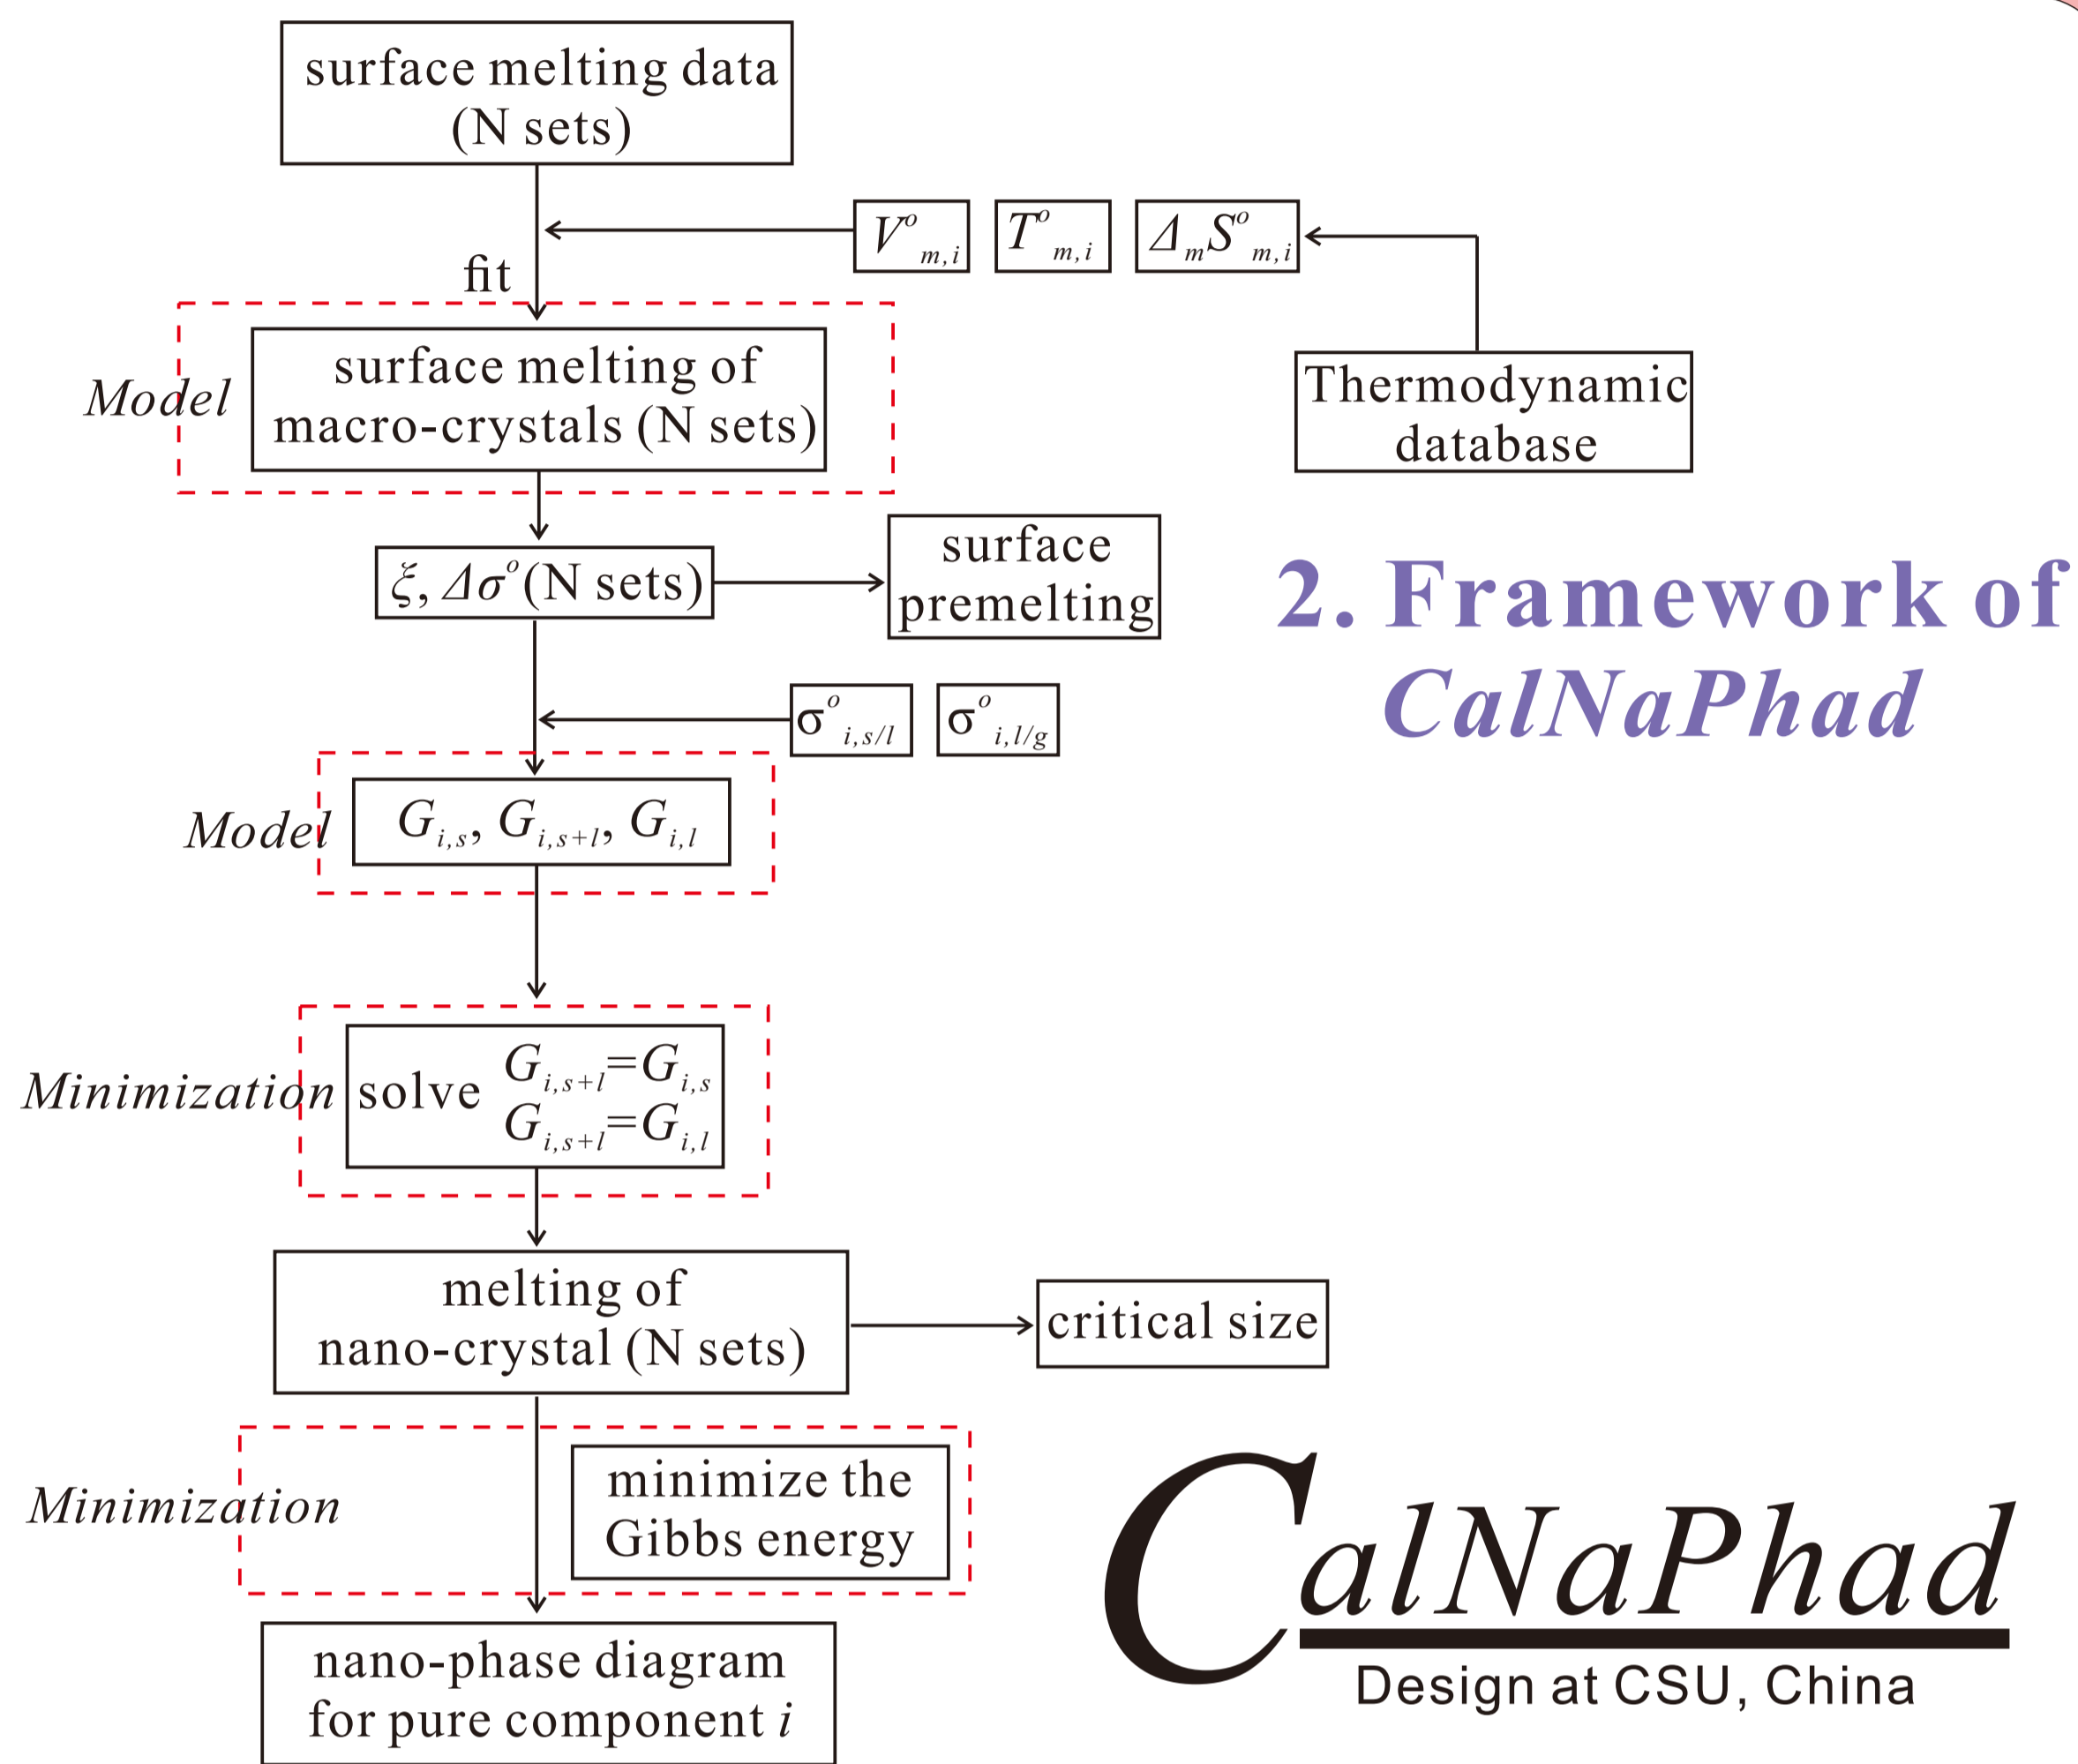 surface melting data
(N sets)
V°m,i T°m,i ΔmS°m,i
fit
Thermodynamic
database
Model
surface melting of
macro-crystals (N sets)
ξ, Δσ°(N sets)
surface
premelting
2. Framework of
CalNaPhad
σ°i,s/l σ°i,l/g
Model
Gi,s, Gi,s+l, Gi,l
Minimization
solve
Gi,s+l=Gi,s
Gi,s+l=Gi,l
melting of
nano-crystal (N sets)
critical size
Minimization
minimize the
Gibbs energy
nano-phase diagram
for pure component i
CalNaPhad
Design at CSU, China